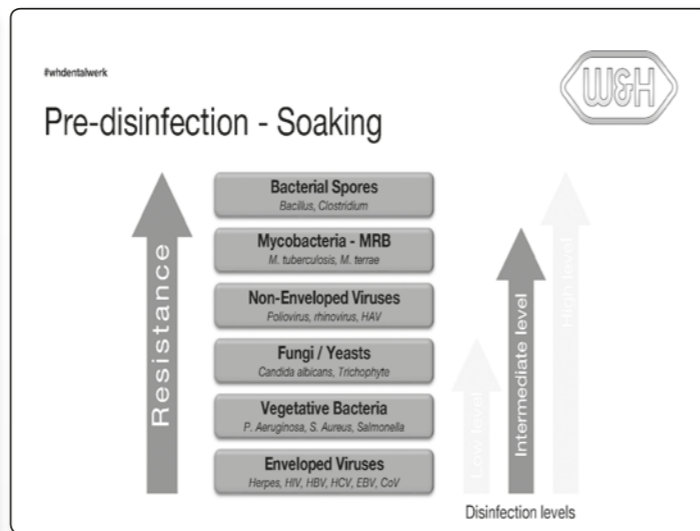 #whdentalwerk
W&H
Pre-disinfection - Soaking
Resistance
Bacterial Spores
Bacillus, Clostridium
Mycobacteria - MRB
M. tuberculosis, M. terrae
Non-Enveloped Viruses
Poliovirus, rhinovirus, HAV
Fungi / Yeasts
Candida albicans, Trichophyte
Vegetative Bacteria
P. Aeruginosa, S. Aureus, Salmonella
Enveloped Viruses
Herpes, HIV, HBV, HCV, EBV, CoV
Low level
Intermediate level
High level
Disinfection levels